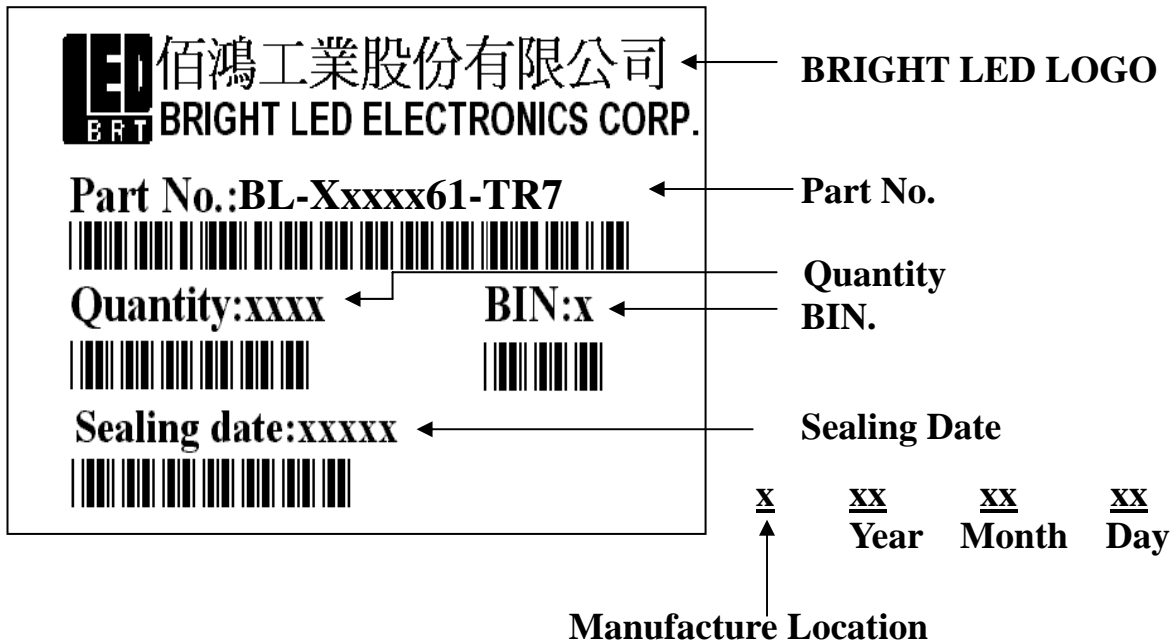 LED
佰鴻工業股份有限公司
BRT
BRIGHT LED ELECTRONICS CORP.
BRIGHT LED LOGO
Part No.:BL-Xxxxx61-TR7
Part No.
Quantity:xxxx
BIN:x
Quantity
BIN.
Sealing date:xxxxx
Sealing Date
x xx xx xx
Year Month Day
Manufacture Location